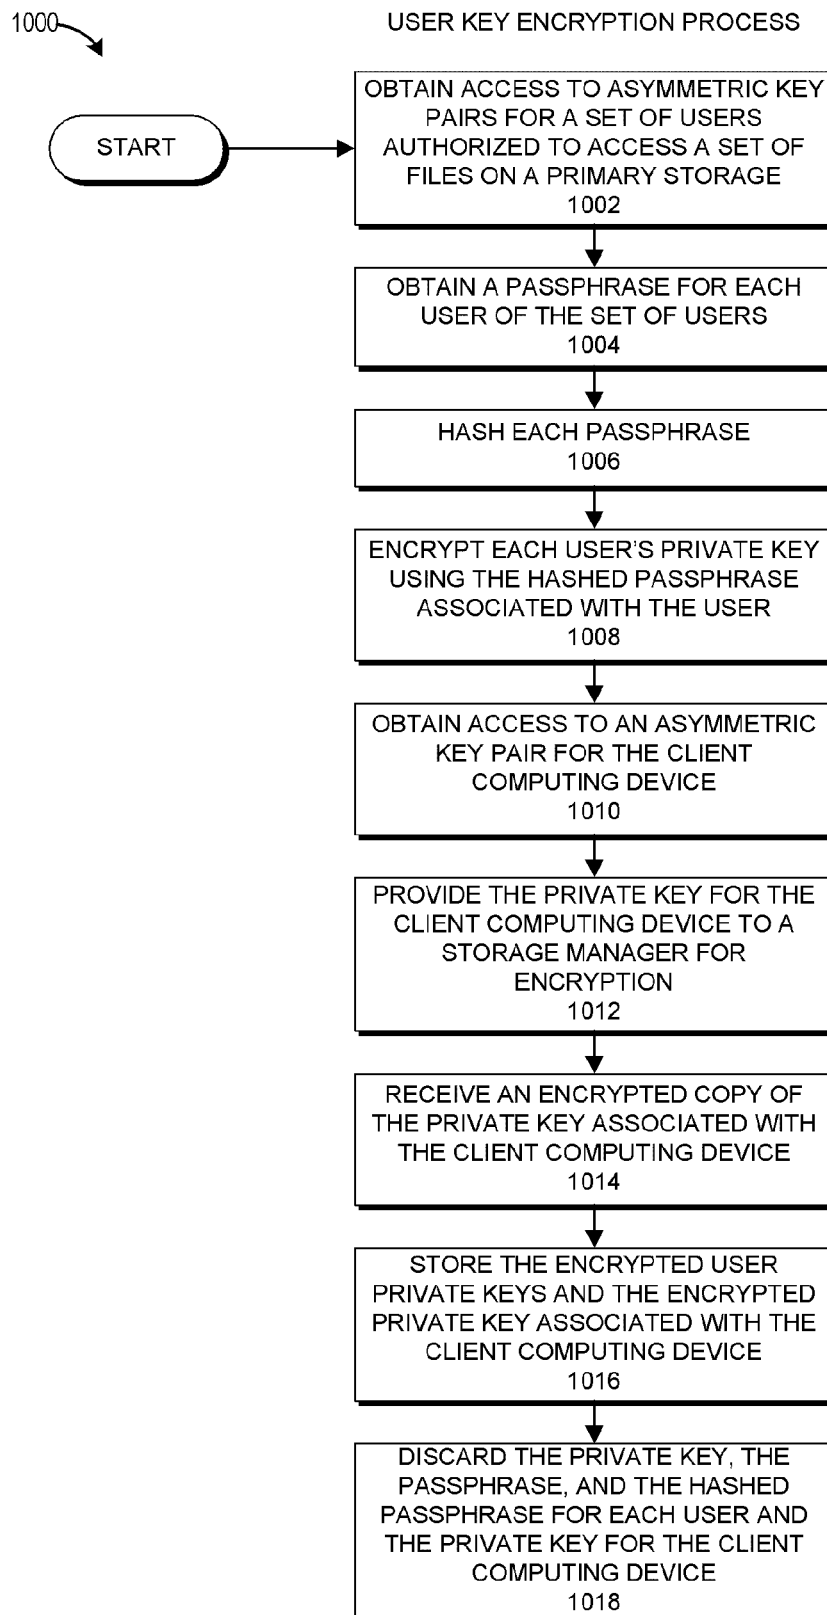 1000
USER KEY ENCRYPTION PROCESS
START
OBTAIN ACCESS TO ASYMMETRIC KEY
PAIRS FOR A SET OF USERS
AUTHORIZED TO ACCESS A SET OF
FILES ON A PRIMARY STORAGE
1002
OBTAIN A PASSPHRASE FOR EACH
USER OF THE SET OF USERS
1004
HASH EACH PASSPHRASE
1006
ENCRYPT EACH USER'S PRIVATE KEY
USING THE HASHED PASSPHRASE
ASSOCIATED WITH THE USER
1008
OBTAIN ACCESS TO AN ASYMMETRIC
KEY PAIR FOR THE CLIENT
COMPUTING DEVICE
1010
PROVIDE THE PRIVATE KEY FOR THE
CLIENT COMPUTING DEVICE TO A
STORAGE MANAGER FOR
ENCRYPTION
1012
RECEIVE AN ENCRYPTED COPY OF
THE PRIVATE KEY ASSOCIATED WITH
THE CLIENT COMPUTING DEVICE
1014
STORE THE ENCRYPTED USER
PRIVATE KEYS AND THE ENCRYPTED
PRIVATE KEY ASSOCIATED WITH THE
CLIENT COMPUTING DEVICE
1016
DISCARD THE PRIVATE KEY, THE
PASSPHRASE, AND THE HASHED
PASSPHRASE FOR EACH USER AND
THE PRIVATE KEY FOR THE CLIENT
COMPUTING DEVICE
1018